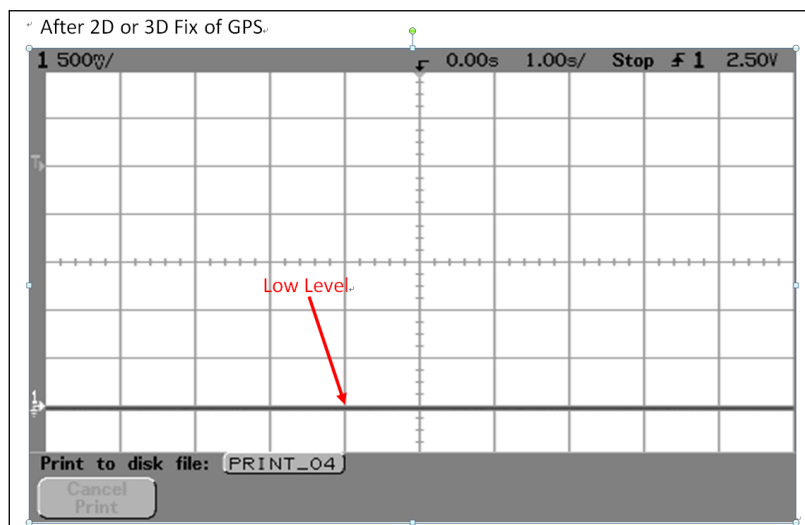 After 2D or 3D Fix of GPS
1 500mV/ 0.00s 1.00s/ Stop 1 2.50V
T
Low Level
1
Print to disk file: PRINT_04
Cancel
Print